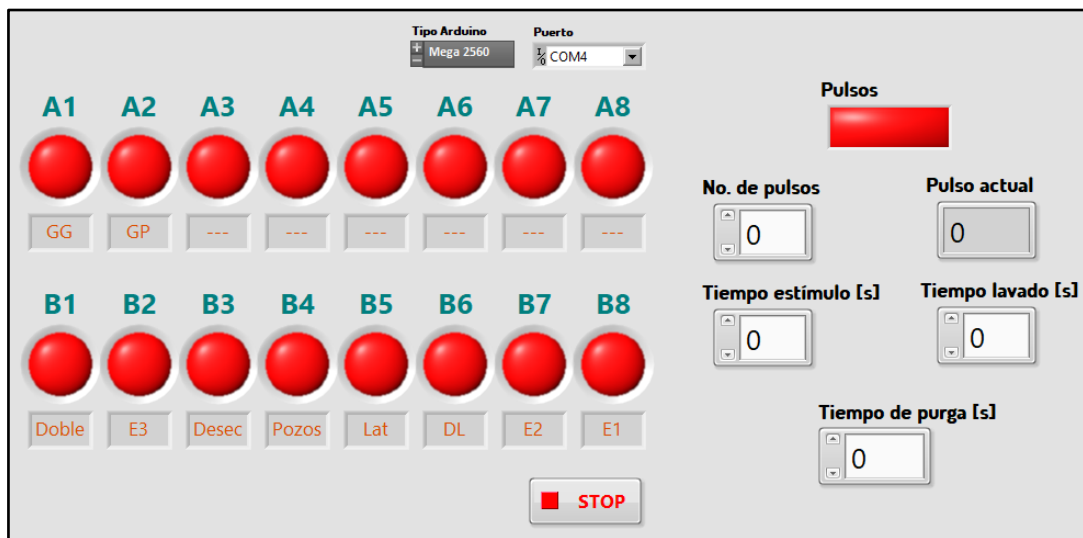 Tipo Arduino Puerto
Mega 2560 I/O COM4
A1 A2 A3 A4 A5 A6 A7 A8
GG GP --- --- --- --- --- ---
B1 B2 B3 B4 B5 B6 B7 B8
Doble E3 Desec Pozos Lat DL E2 E1
STOP
Pulsos
No. de pulsos Pulso actual
0 0
Tiempo estímulo [s] Tiempo lavado [s]
0 0
Tiempo de purga [s]
0